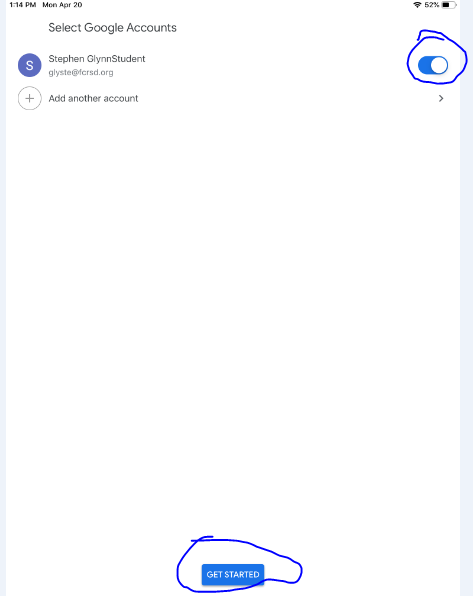 1:14 PM Mon Apr 20 52%
Select Google Accounts
S
Stephen GlynnStudent
glyste@fcrsd.org
Add another account
GET STARTED